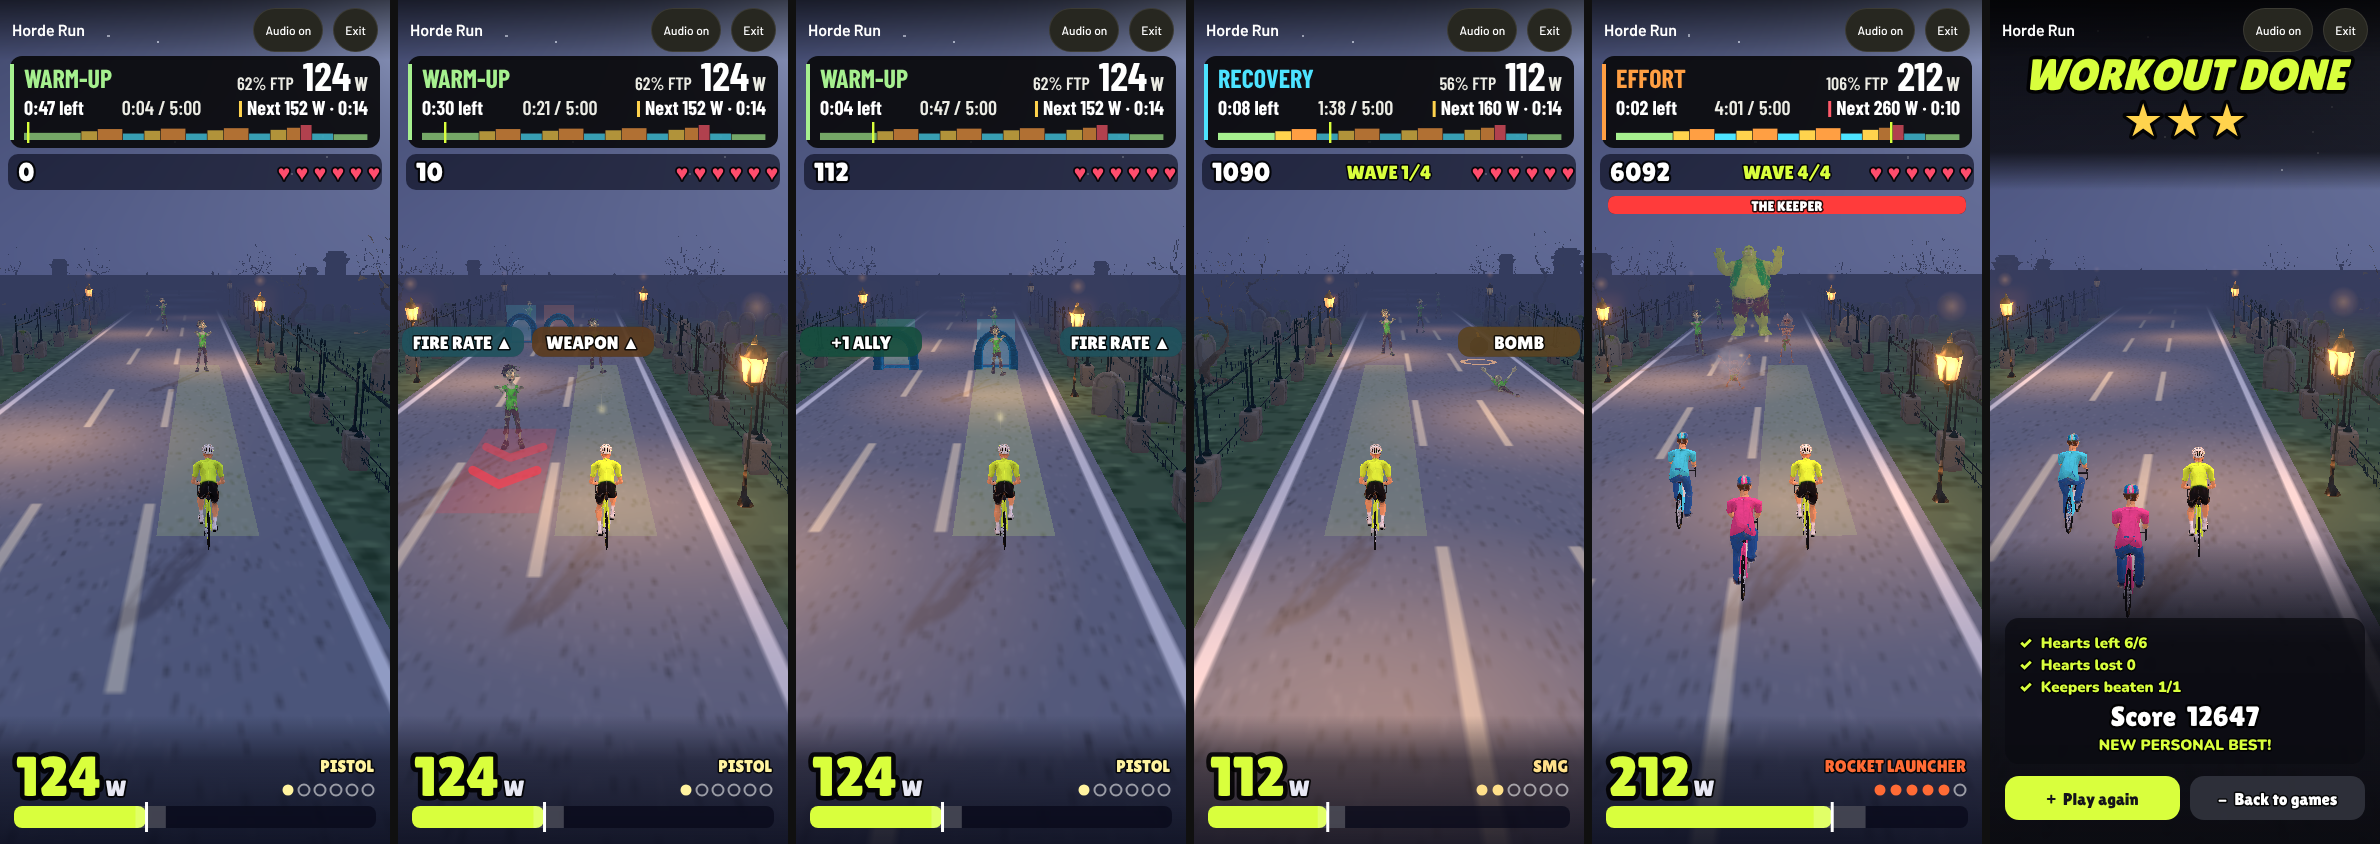 Horde Run
Audio on
Exit
WARM-UP
62% FTP 124 W
0:47 left 0:04 / 5:00 Next 152 W · 0:14
0
124 W
PISTOL
Horde Run
Audio on
Exit
WARM-UP
62% FTP 124 W
0:30 left 0:21 / 5:00 Next 152 W · 0:14
10
FIRE RATE ▲
WEAPON ▲
124 W
PISTOL
Horde Run
Audio on
Exit
WARM-UP
62% FTP 124 W
0:04 left 0:47 / 5:00 Next 152 W · 0:14
112
+1 ALLY
FIRE RATE ▲
124 W
PISTOL
Horde Run
Audio on
Exit
RECOVERY
56% FTP 112 W
0:08 left 1:38 / 5:00 Next 160 W · 0:14
1090 WAVE 1/4
BOMB
112 W
SMG
Horde Run
Audio on
Exit
EFFORT
106% FTP 212 W
0:02 left 4:01 / 5:00 Next 260 W · 0:10
6092 WAVE 4/4
THE KEEPER
212 W
ROCKET LAUNCHER
Horde Run
Audio on
Exit
WORKOUT DONE
Hearts left 6/6
Hearts lost 0
Keepers beaten 1/1
Score 12647
NEW PERSONAL BEST!
+ Play again
– Back to games